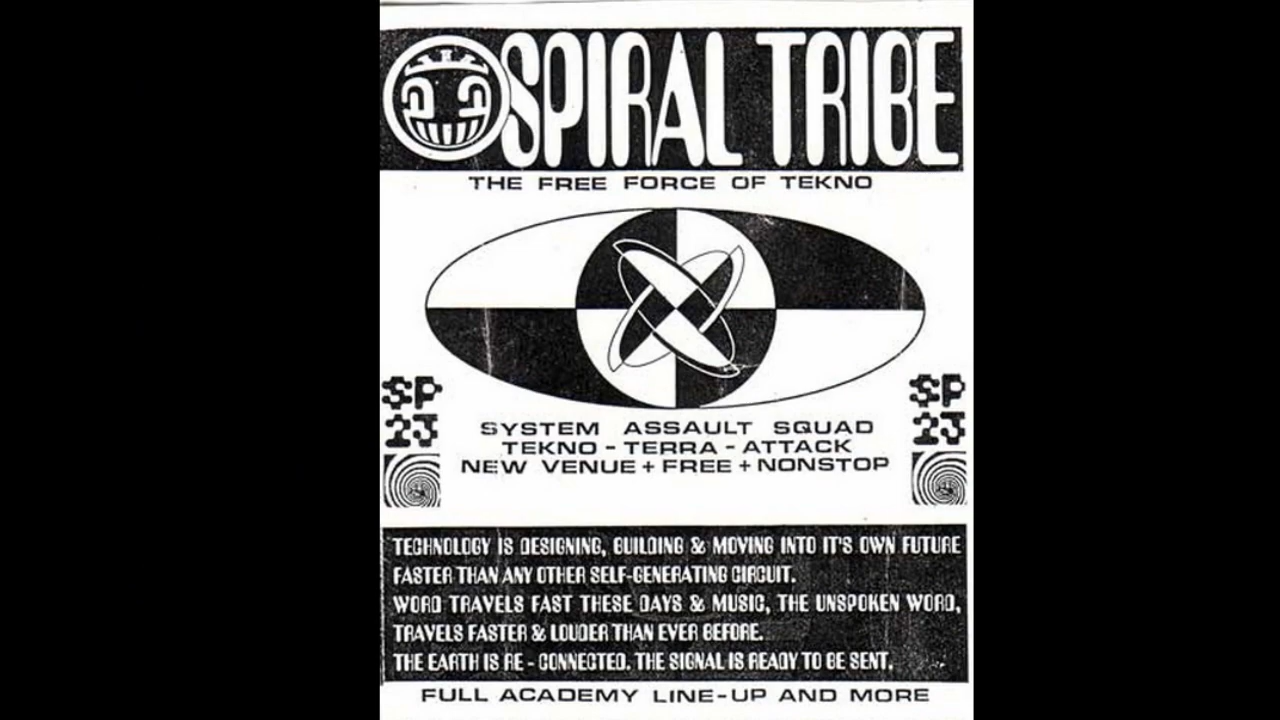 SPIRAL TRIBE
THE FREE FORCE OF TEKNO
SP
23
SP
23
SYSTEM ASSAULT SQUAD
TEKNO - TERRA - ATTACK
NEW VENUE + FREE + NONSTOP
TECHNOLOGY IS DESIGNING, BUILDING & MOVING INTO IT'S OWN FUTURE
FASTER THAN ANY OTHER SELF-GENERATING CIRCUIT.
WORD TRAVELS FAST THESE DAYS & MUSIC, THE UNSPOKEN WORD,
TRAVELS FASTER & LOUDER THAN EVER BEFORE.
THE EARTH IS RE - CONNECTED. THE SIGNAL IS READY TO BE SENT.
FULL ACADEMY LINE-UP AND MORE